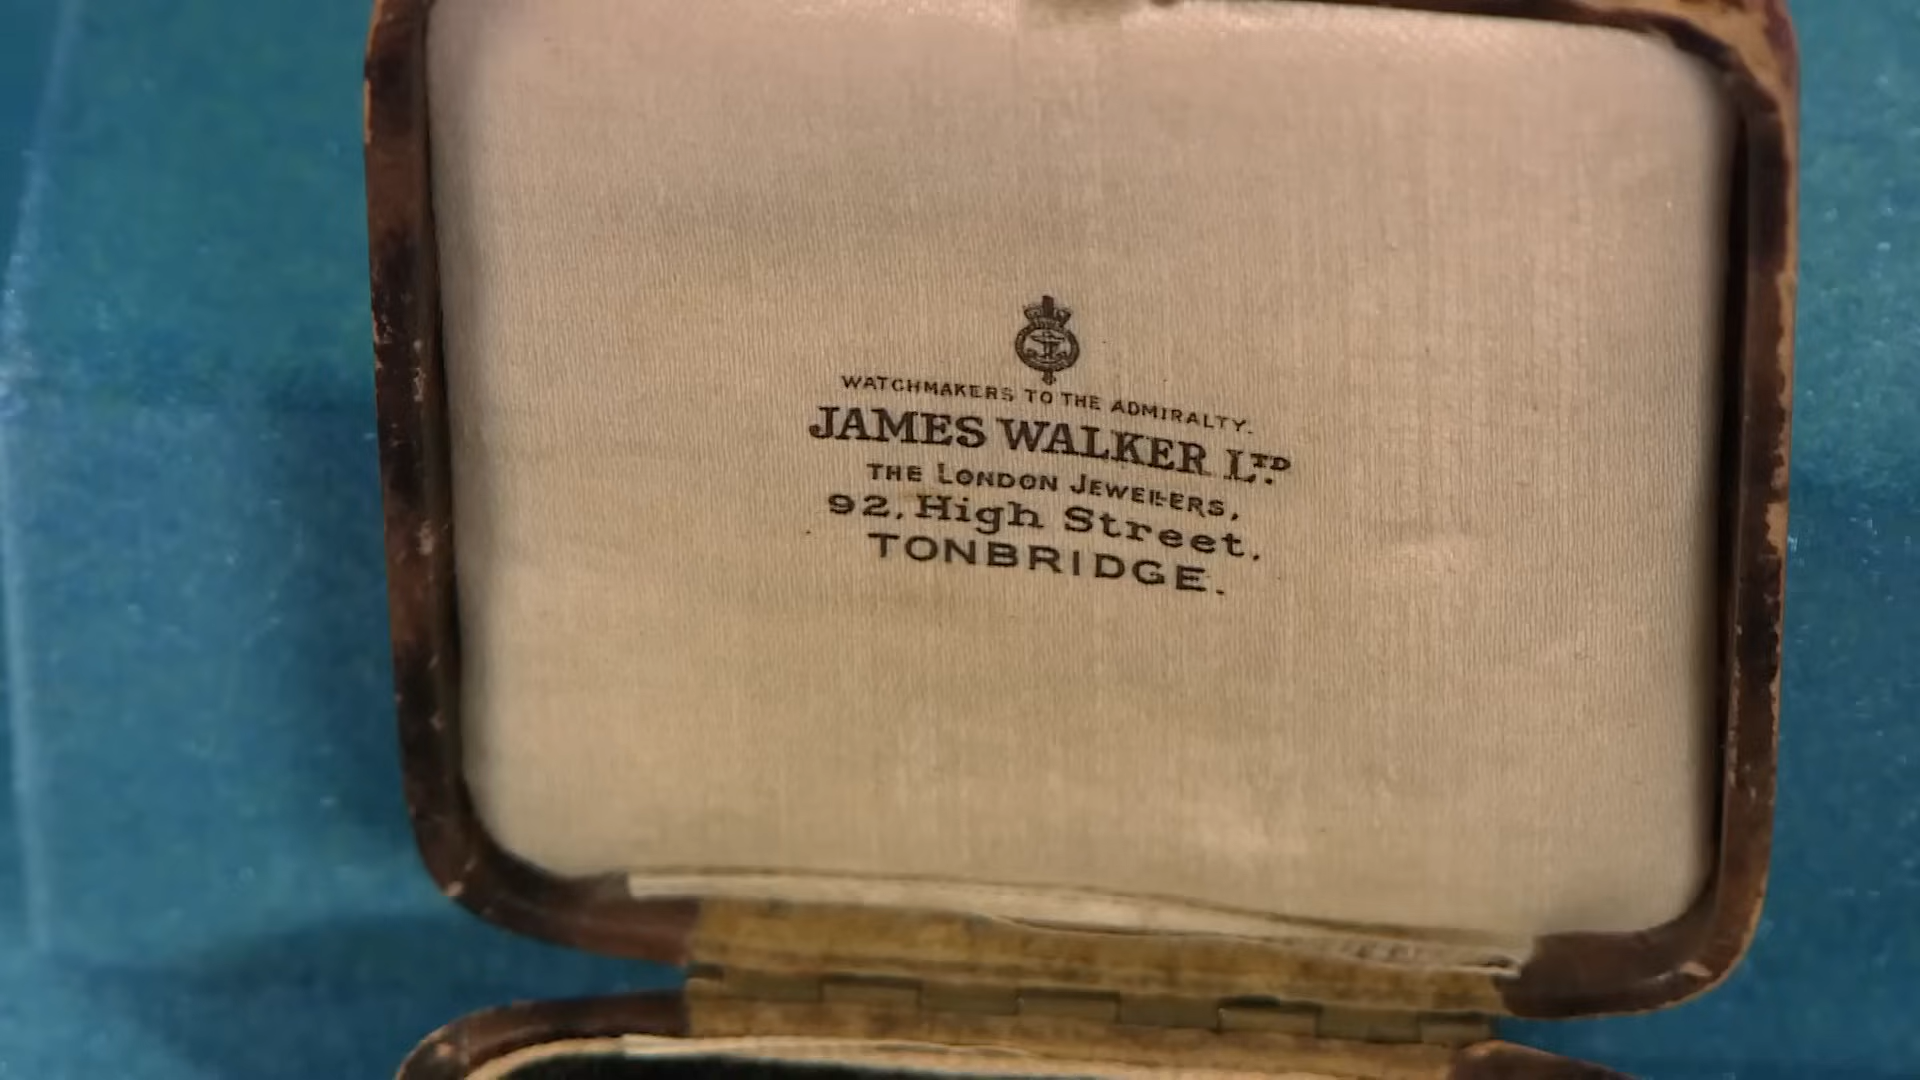 WATCHMAKERS TO THE ADMIRALTY.
JAMES WALKER LTD.
THE LONDON JEWELLERS,
92, High Street,
TONBRIDGE.